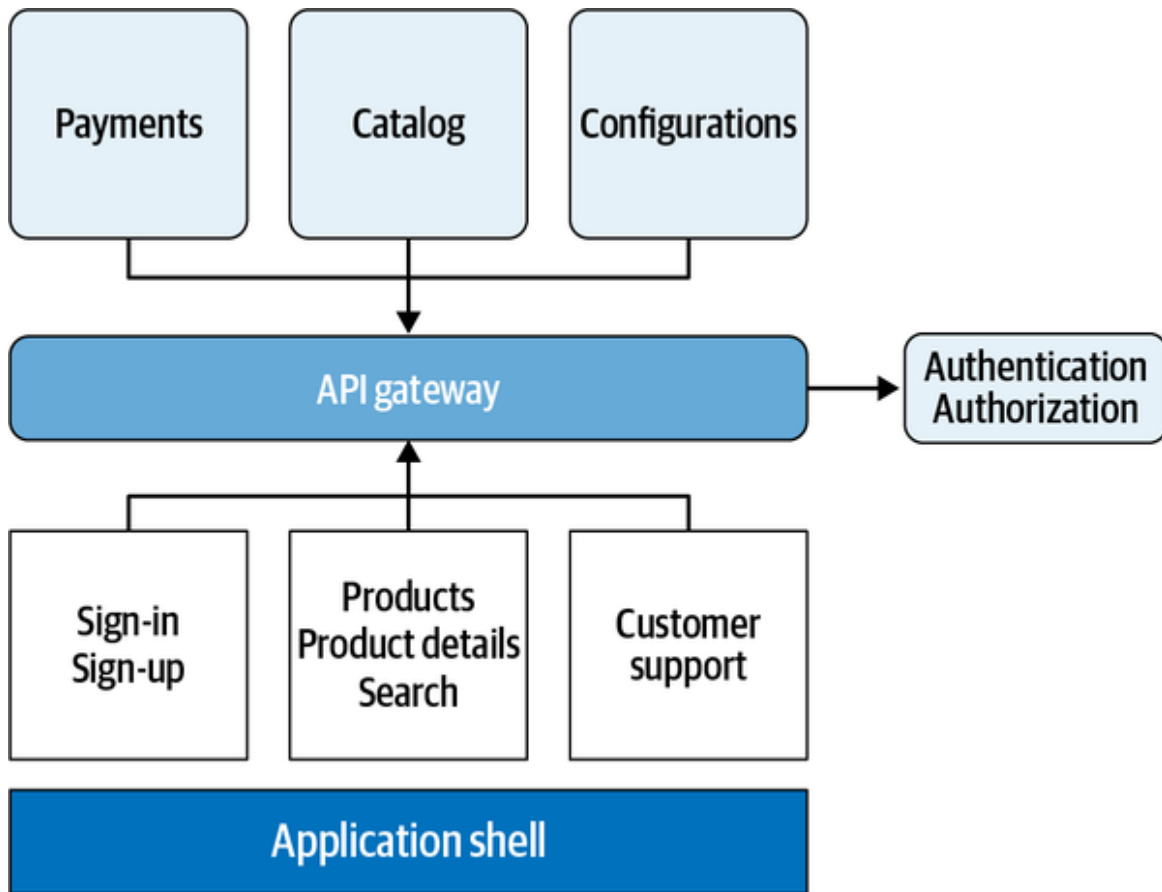 Payments
Catalog
Configurations
API gateway
Authentication
Authorization
Sign-in
Sign-up
Products
Product details
Search
Customer
support
Application shell